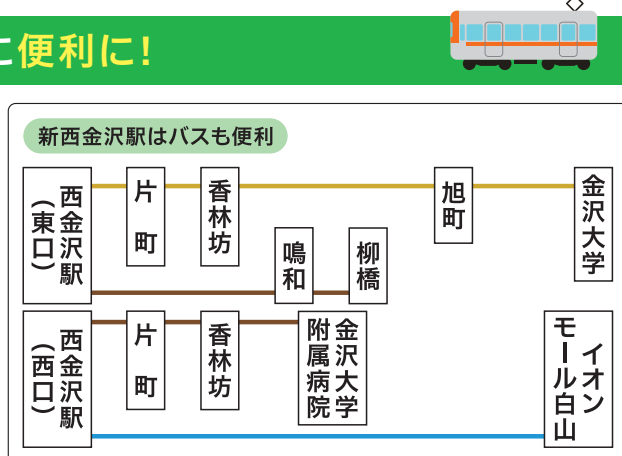 に便利に!
新西金沢駅はバスも便利
西金沢駅
（東口）
片町
香林坊
旭町
金沢大学
鳴和
柳橋
西金沢駅
（西口）
片町
香林坊
金沢大学
附属病院
イオン
モール白山